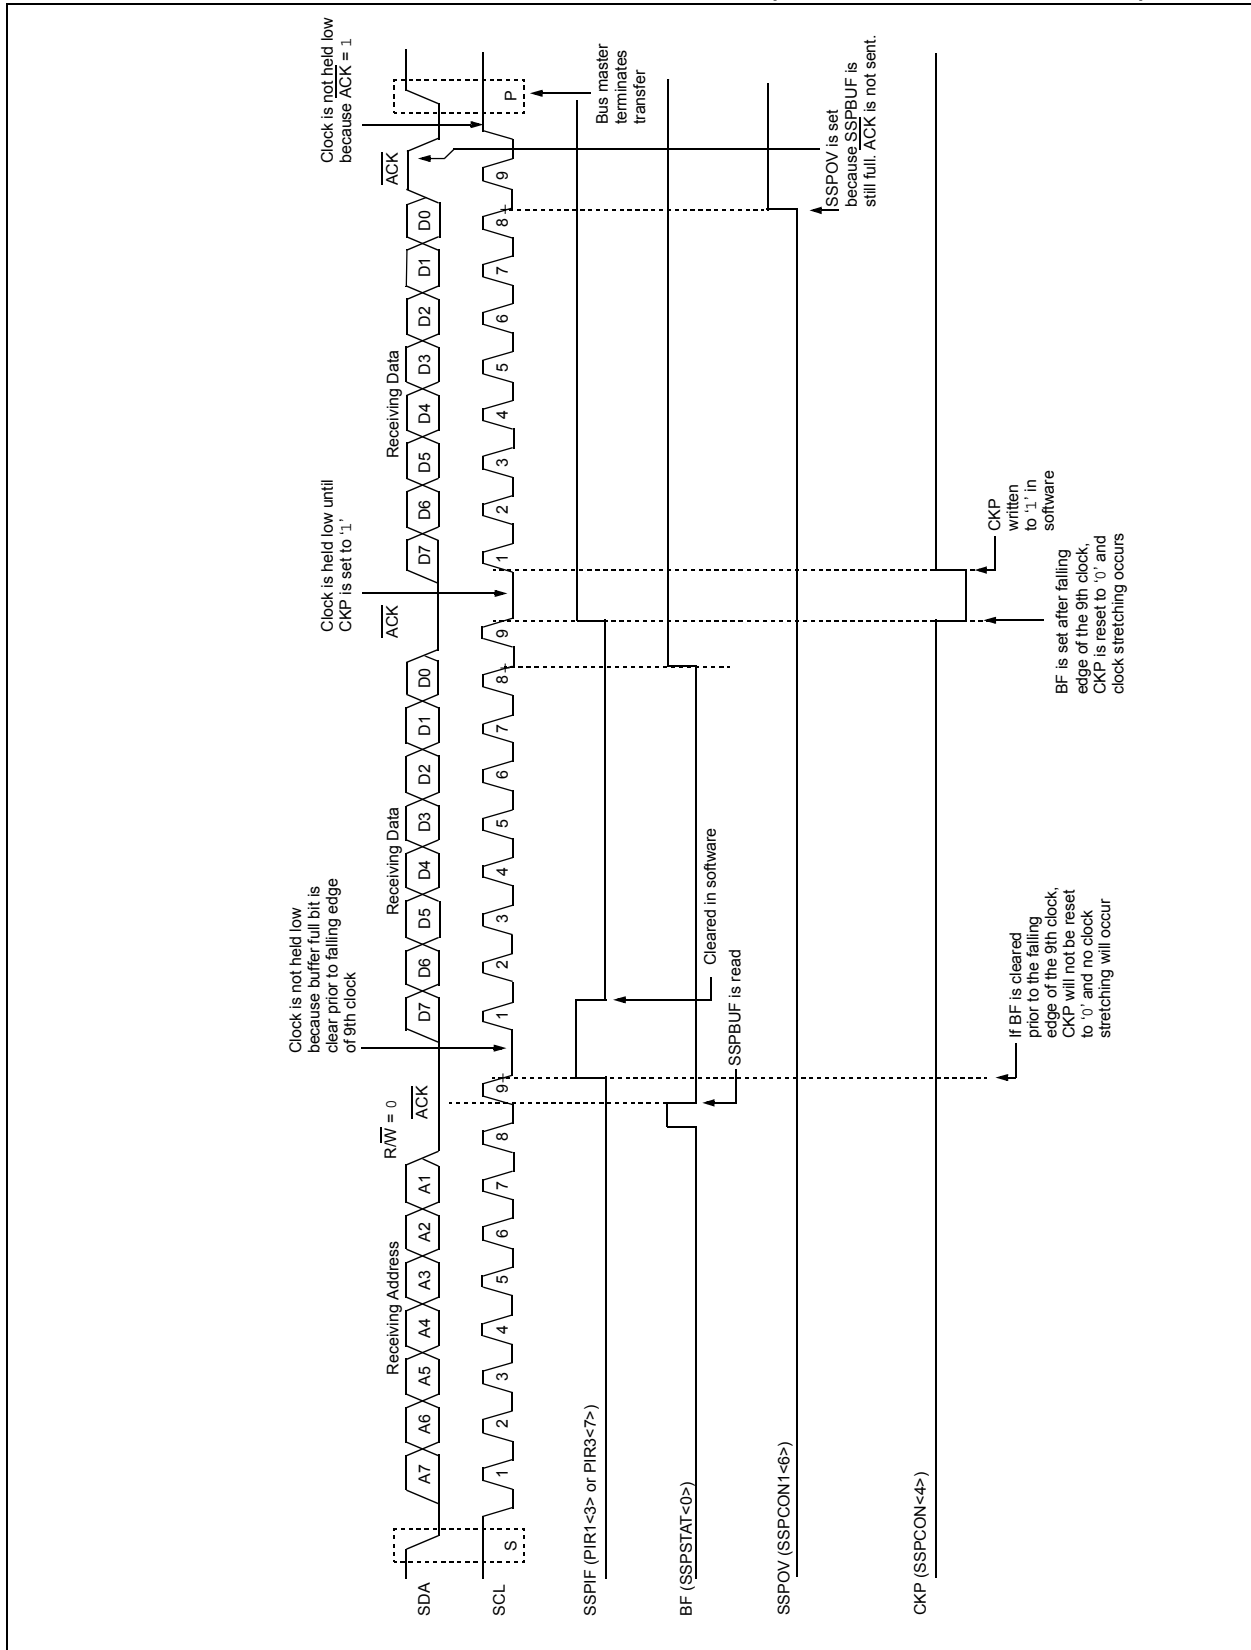 Clock is not held low
because buffer full bit is
clear prior to falling edge
of 9th clock
Clock is held low until
CKP is set to ‘1’
Clock is not held low
because ACK = 1
R/W = 0
Receiving Address
ACK
Receiving Data
ACK
Receiving Data
ACK
SDA
A7 A6 A5 A4 A3 A2 A1
D7 D6 D5 D4 D3 D2 D1 D0
D7 D6 D5 D4 D3 D2 D1 D0
SCL
S
1 2 3 4 5 6 7 8 9
1 2 3 4 5 6 7 8 9
1 2 3 4 5 6 7 8 9
P
SSPIF (PIR1<3> or PIR3<7>)
Bus master
terminates
transfer
Cleared in software
BF (SSPSTAT<0>)
SSPBUF is read
SSPOV (SSPCON1<6>)
SSPOV is set
because SSPBUF is
still full. ACK is not sent.
CKP (SSPCON<4>)
CKP
written
to ‘1’ in
software
If BF is cleared
prior to the falling
edge of the 9th clock,
CKP will not be reset
to ‘0’ and no clock
stretching will occur
BF is set after falling
edge of the 9th clock,
CKP is reset to ‘0’ and
clock stretching occurs